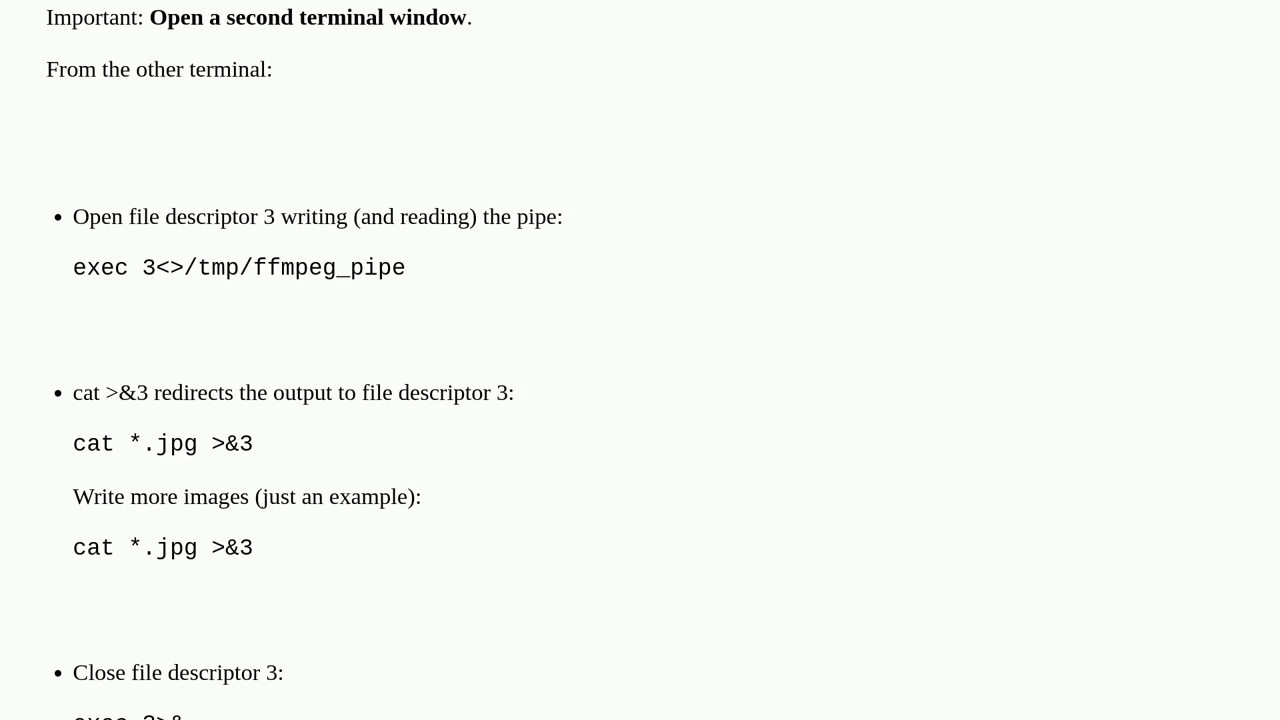 Important: Open a second terminal window.
From the other terminal:
• Open file descriptor 3 writing (and reading) the pipe:
exec 3<>/tmp/ffmpeg_pipe
• cat >&3 redirects the output to file descriptor 3:
cat *.jpg >&3
Write more images (just an example):
cat *.jpg >&3
• Close file descriptor 3: